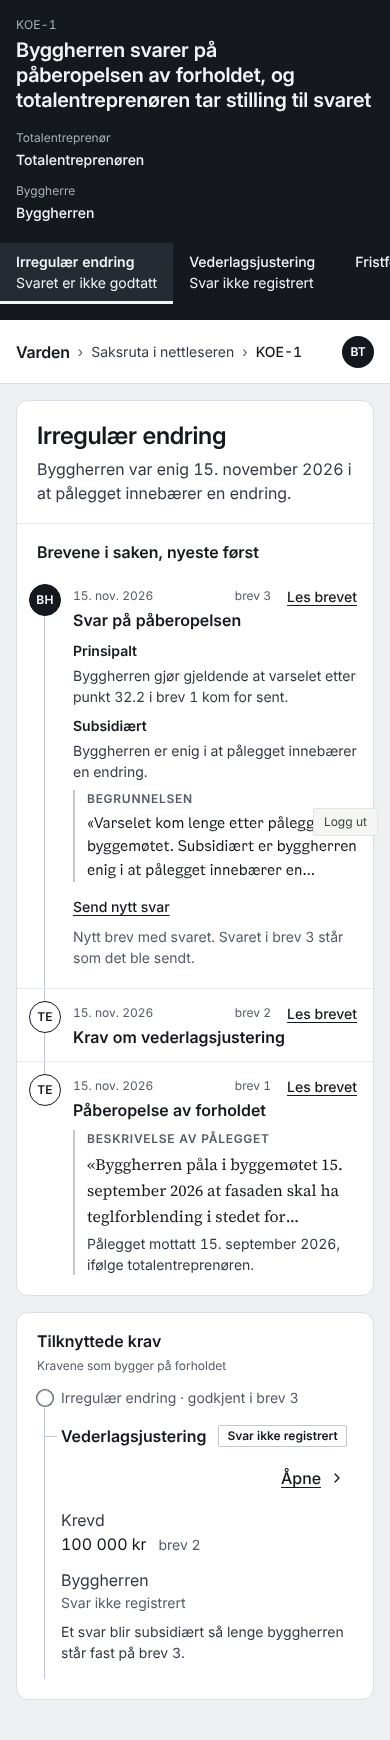 KOE-1
Byggherren svarer på
påberopelsen av forholdet, og
totalentreprenøren tar stilling til svaret
Totalentreprenør
Totalentreprenøren
Byggherre
Byggherren
Irregulær endring
Svaret er ikke godtatt
Vederlagsjustering
Svar ikke registrert
Varden › Saksruta i nettleseren › KOE-1
BT
Irregulær endring
Byggherren var enig 15. november 2026 i
at pålegget innebærer en endring.
Brevene i saken, nyeste først
BH
15. nov. 2026 brev 3 Les brevet
Svar på påberopelsen
Prinsipalt
Byggherren gjør gjeldende at varselet etter
punkt 32.2 i brev 1 kom for sent.
Subsidiært
Byggherren er enig i at pålegget innebærer
en endring.
BEGRUNNELSEN
«Varselet kom lenge etter
Logg ut
byggemøtet. Subsidiært er byggherren
enig i at pålegget innebærer en...
Send nytt svar
Nytt brev med svaret. Svaret i brev 3 står
som det ble sendt.
TE
15. nov. 2026 brev 2 Les brevet
Krav om vederlagsjustering
TE
15. nov. 2026 brev 1 Les brevet
Påberopelse av forholdet
BESKRIVELSE AV PÅLEGGET
«Byggherren påla i byggemøtet 15.
september 2026 at fasaden skal ha
teglforblending i stedet for...
Pålegget mottatt 15. september 2026,
ifølge totalentreprenøren.
Tilknyttede krav
Kravene som bygger på forholdet
Irregulær endring · godkjent i brev 3
Vederlagsjustering Svar ikke registrert
Åpne ›
Krevd
100 000 kr brev 2
Byggherren
Svar ikke registrert
Et svar blir subsidiært så lenge byggherren
står fast på brev 3.